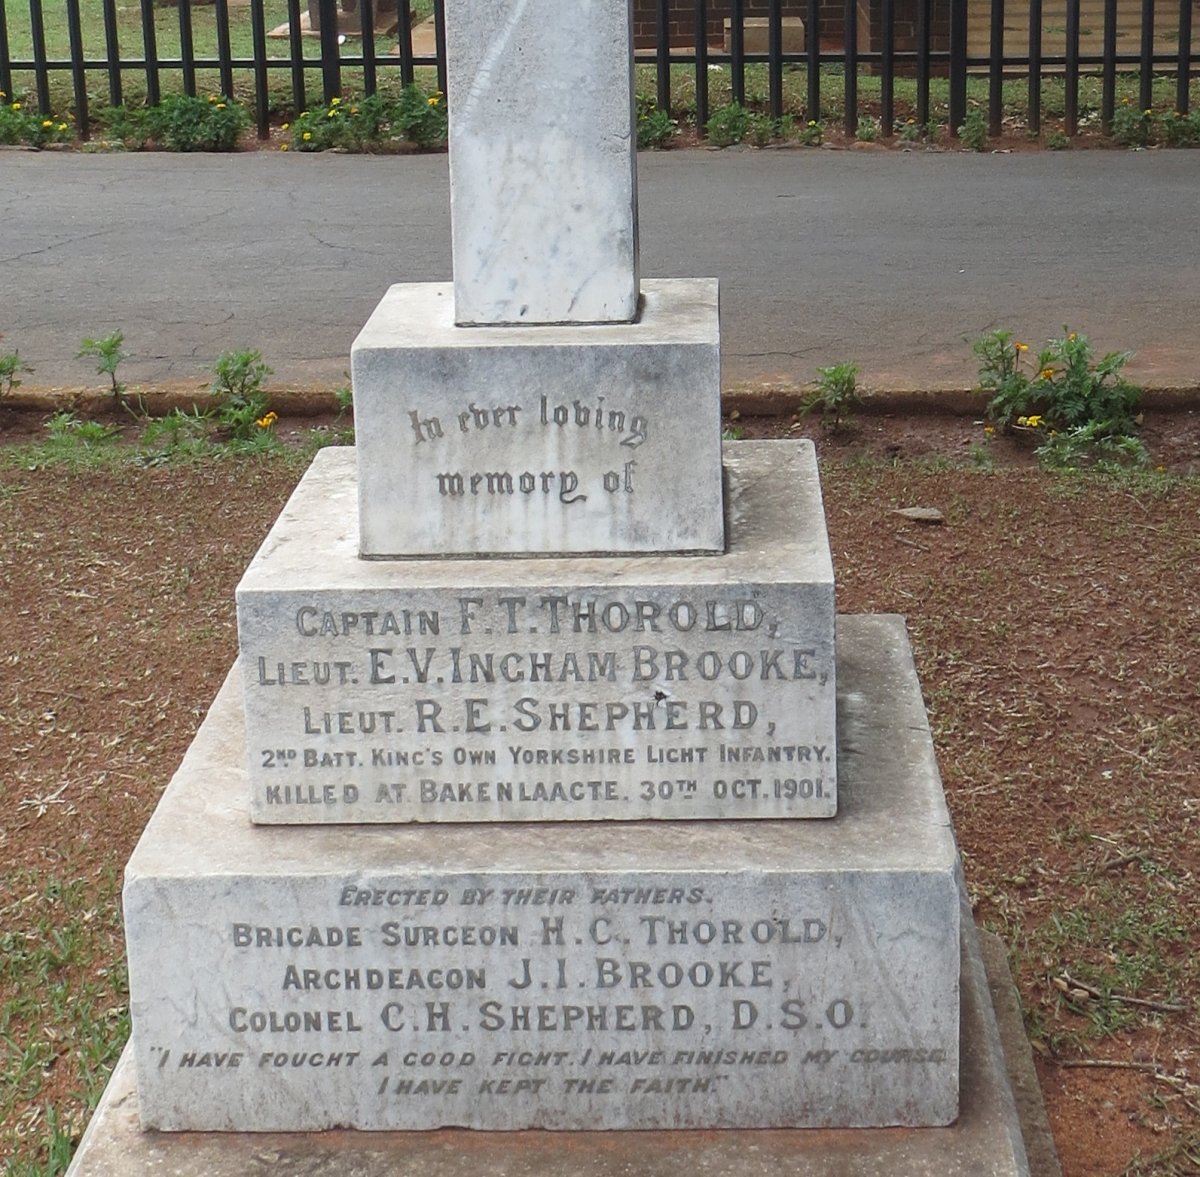 In ever loving
memory of
CAPTAIN F.T. THOROLD,
LIEUT. E.V. INGHAM BROOKE,
LIEUT. R.E. SHEPHERD,
2ND BATT. KING'S OWN YORKSHIRE LIGHT INFANTRY.
KILLED AT BAKENLAACTE. 30TH OCT. 1901.
ERECTED BY THEIR FATHERS.
BRIGADE SURGEON H.C. THOROLD,
ARCHDEACON J.I. BROOKE,
COLONEL C.H. SHEPHERD, D.S.O.
"I HAVE FOUGHT A GOOD FIGHT. I HAVE FINISHED MY COURSE.
I HAVE KEPT THE FAITH."